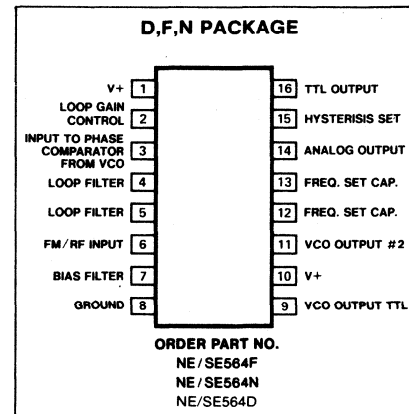 D,F,N PACKAGE
V+ 1
LOOP GAIN
CONTROL 2
INPUT TO PHASE
COMPARATOR 3
FROM VCO
LOOP FILTER 4
LOOP FILTER 5
FM/RF INPUT 6
BIAS FILTER 7
GROUND 8
16 TTL OUTPUT
15 HYSTERISIS SET
14 ANALOG OUTPUT
13 FREQ. SET CAP.
12 FREQ. SET CAP.
11 VCO OUTPUT #2
10 V+
9 VCO OUTPUT TTL
ORDER PART NO.
NE/SE564F
NE/SE564N
NE/SE564D